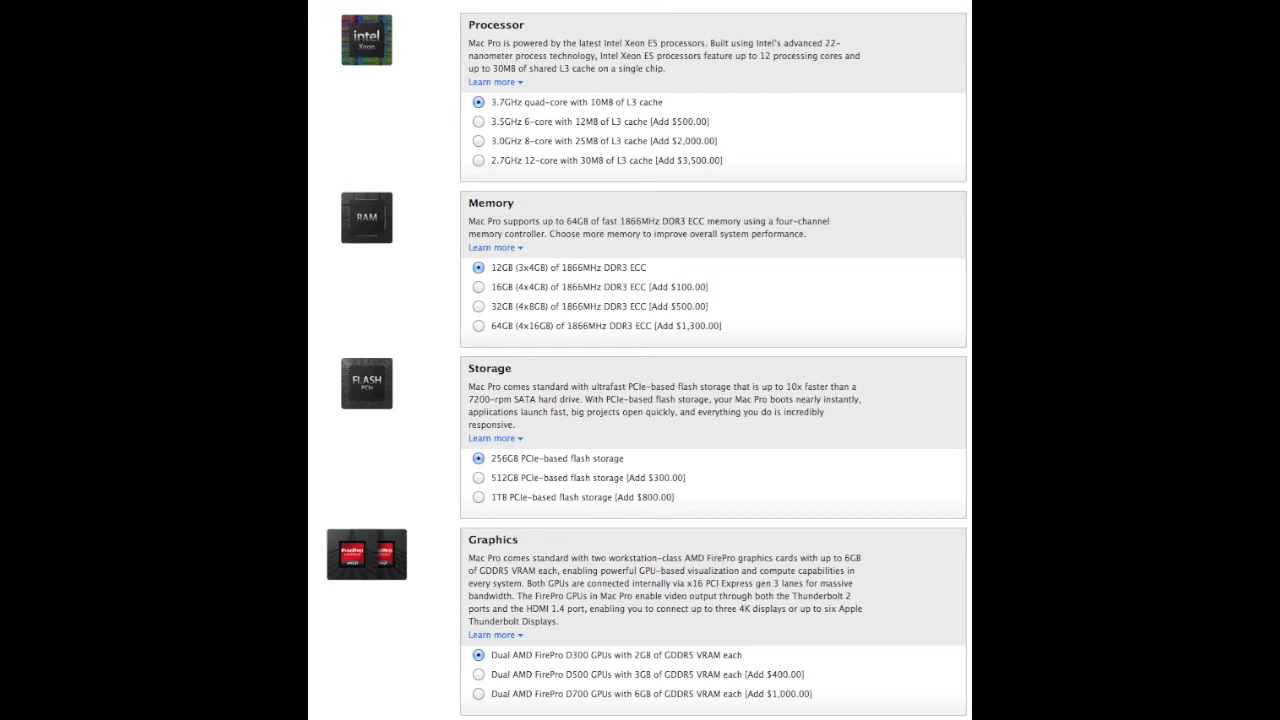 intel
Xeon
Processor
Mac Pro is powered by the latest Intel Xeon E5 processors. Built using Intel's advanced 22-
nanometer process technology, Intel Xeon E5 processors feature up to 12 processing cores and
up to 30MB of shared L3 cache on a single chip.
Learn more
3.7GHz quad-core with 10MB of L3 cache
3.5GHz 6-core with 12MB of L3 cache [Add $500.00]
3.0GHz 8-core with 25MB of L3 cache [Add $2,000.00]
2.7GHz 12-core with 30MB of L3 cache [Add $3,500.00]
RAM
Memory
Mac Pro supports up to 64GB of fast 1866MHz DDR3 ECC memory using a four-channel
memory controller. Choose more memory to improve overall system performance.
Learn more
12GB (3x4GB) of 1866MHz DDR3 ECC
16GB (4x4GB) of 1866MHz DDR3 ECC [Add $100.00]
32GB (4x8GB) of 1866MHz DDR3 ECC [Add $500.00]
64GB (4x16GB) of 1866MHz DDR3 ECC [Add $1,300.00]
FLASH
PCIe
Storage
Mac Pro comes standard with ultrafast PCIe-based flash storage that is up to 10x faster than a
7200-rpm SATA hard drive. With PCIe-based flash storage, your Mac Pro boots nearly instantly,
applications launch fast, big projects open quickly, and everything you do is incredibly
responsive.
Learn more
256GB PCIe-based flash storage
512GB PCIe-based flash storage [Add $300.00]
1TB PCIe-based flash storage [Add $800.00]
FirePro
Graphics
Mac Pro comes standard with two workstation-class AMD FirePro graphics cards with up to 6GB
of GDDR5 VRAM each, enabling powerful GPU-based visualization and compute capabilities in
every system. Both GPUs are connected internally via x16 PCI Express gen 3 lanes for massive
bandwidth. The FirePro GPUs in Mac Pro enable video output through both the Thunderbolt 2
ports and the HDMI 1.4 port, enabling you to connect up to three 4K displays or up to six Apple
Thunderbolt Displays.
Learn more
Dual AMD FirePro D300 GPUs with 2GB of GDDR5 VRAM each
Dual AMD FirePro D500 GPUs with 3GB of GDDR5 VRAM each [Add $400.00]
Dual AMD FirePro D700 GPUs with 6GB of GDDR5 VRAM each [Add $1,000.00]